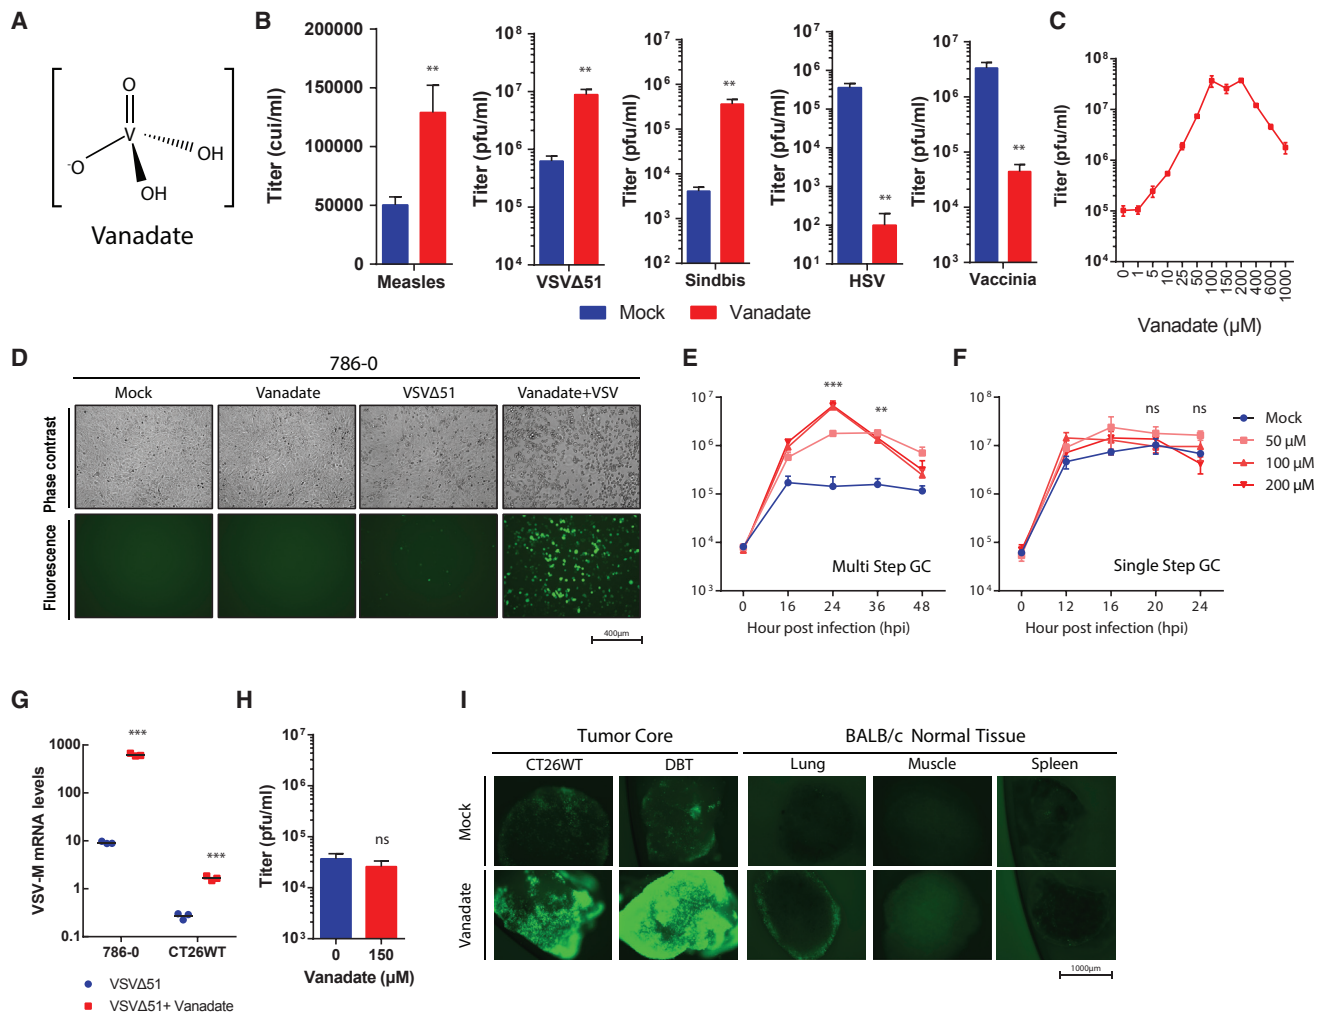 A
O
V
-O
OH
OH
Vanadate
B
Titer (cui/ml)
200000
150000
100000
50000
0
**
Measles
Titer (pfu/ml)
10⁸
10⁷
10⁶
10⁵
10⁴
**
VSVΔ51
Titer (pfu/ml)
10⁷
10⁶
10⁵
10⁴
10³
10²
**
Sindbis
Titer (pfu/ml)
10⁷
10⁶
10⁵
10⁴
10³
10²
10¹
**
HSV
Titer (pfu/ml)
10⁷
10⁶
10⁵
10⁴
10³
**
Vaccinia
Mock Vanadate
C
Titer (pfu/ml)
10⁸
10⁷
10⁶
10⁵
10⁴
0 1 5 10 25 50 100 150 200 400 600 1000
Vanadate (µM)
D
786-0
Mock Vanadate VSVΔ51 Vanadate+VSV
Phase contrast
Fluorescence
400µm
E
10⁷
10⁶
10⁵
10⁴
10³
***
**
Multi Step GC
0 16 24 36 48
Hour post infection (hpi)
F
10⁸
10⁷
10⁶
10⁵
10⁴
ns ns
Single Step GC
0 12 16 20 24
Hour post infection (hpi)
Mock
50 µM
100 µM
200 µM
G
VSV-M mRNA levels
1000
100
10
1
0.1
***
***
786-0 CT26WT
VSVΔ51
VSVΔ51+ Vanadate
H
Titer (pfu/ml)
10⁷
10⁶
10⁵
10⁴
10³
ns
0 150
Vanadate (µM)
I
Tumor Core BALB/c Normal Tissue
CT26WT DBT Lung Muscle Spleen
Mock
Vanadate
1000µm